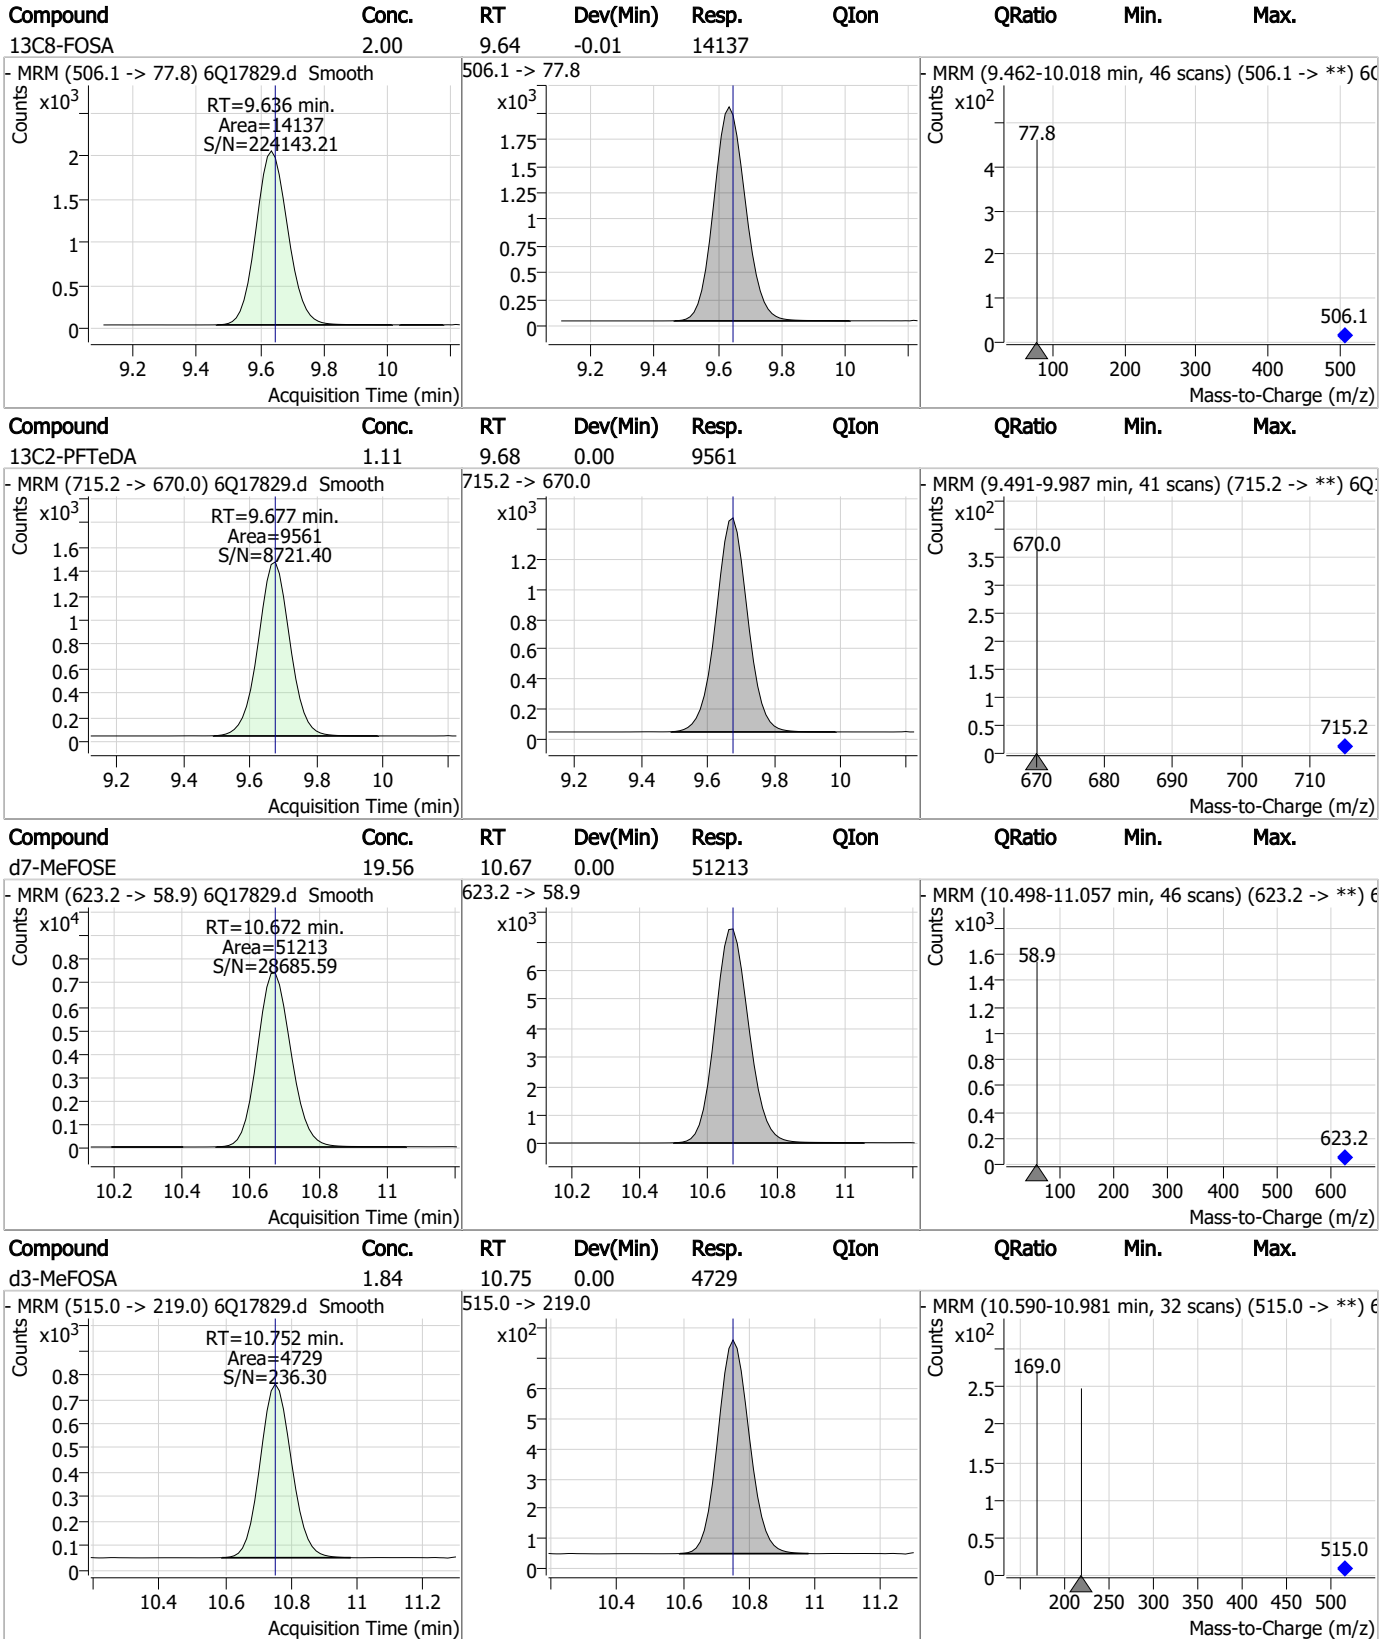 Compound Conc. RT Dev(Min) Resp. QIon QRatio Min. Max.
13C8-FOSA 2.00 9.64 -0.01 14137
- MRM (506.1 -> 77.8) 6Q17829.d Smooth
Counts
x10³
RT=9.636 min.
Area=14137
S/N=224143.21
2
1.5
1
0.5
0
9.2 9.4 9.6 9.8 10
Acquisition Time (min)
506.1 -> 77.8
x10³
1.75
1.5
1.25
1
0.75
0.5
0.25
0
9.2 9.4 9.6 9.8 10
- MRM (9.462-10.018 min, 46 scans) (506.1 -> **) 6Q
Counts
x10²
77.8
4
3
2
1
0
506.1
100 200 300 400 500
Mass-to-Charge (m/z)
Compound Conc. RT Dev(Min) Resp. QIon QRatio Min. Max.
13C2-PFTeDA 1.11 9.68 0.00 9561
- MRM (715.2 -> 670.0) 6Q17829.d Smooth
Counts
x10³
RT=9.677 min.
Area=9561
S/N=8721.40
1.6
1.4
1.2
1
0.8
0.6
0.4
0.2
0
9.2 9.4 9.6 9.8 10
Acquisition Time (min)
715.2 -> 670.0
x10³
1.2
1
0.8
0.6
0.4
0.2
0
9.2 9.4 9.6 9.8 10
- MRM (9.491-9.987 min, 41 scans) (715.2 -> **) 6Q1
Counts
x10²
670.0
3.5
3
2.5
2
1.5
1
0.5
0
715.2
670 680 690 700 710
Mass-to-Charge (m/z)
Compound Conc. RT Dev(Min) Resp. QIon QRatio Min. Max.
d7-MeFOSE 19.56 10.67 0.00 51213
- MRM (623.2 -> 58.9) 6Q17829.d Smooth
Counts
x10⁴
RT=10.672 min.
Area=51213
S/N=28685.59
0.8
0.7
0.6
0.5
0.4
0.3
0.2
0.1
0
10.2 10.4 10.6 10.8 11
Acquisition Time (min)
623.2 -> 58.9
x10³
6
5
4
3
2
1
0
10.2 10.4 10.6 10.8 11
- MRM (10.498-11.057 min, 46 scans) (623.2 -> **) 6
Counts
x10³
58.9
1.6
1.4
1.2
1
0.8
0.6
0.4
0.2
0
623.2
100 200 300 400 500 600
Mass-to-Charge (m/z)
Compound Conc. RT Dev(Min) Resp. QIon QRatio Min. Max.
d3-MeFOSA 1.84 10.75 0.00 4729
- MRM (515.0 -> 219.0) 6Q17829.d Smooth
Counts
x10³
RT=10.752 min.
Area=4729
S/N=236.30
0.8
0.7
0.6
0.5
0.4
0.3
0.2
0.1
0
10.4 10.6 10.8 11 11.2
Acquisition Time (min)
515.0 -> 219.0
x10²
6
5
4
3
2
1
0
10.4 10.6 10.8 11 11.2
- MRM (10.590-10.981 min, 32 scans) (515.0 -> **) 6
Counts
x10²
169.0
2.5
2
1.5
1
0.5
0
515.0
200 250 300 350 400 450 500
Mass-to-Charge (m/z)